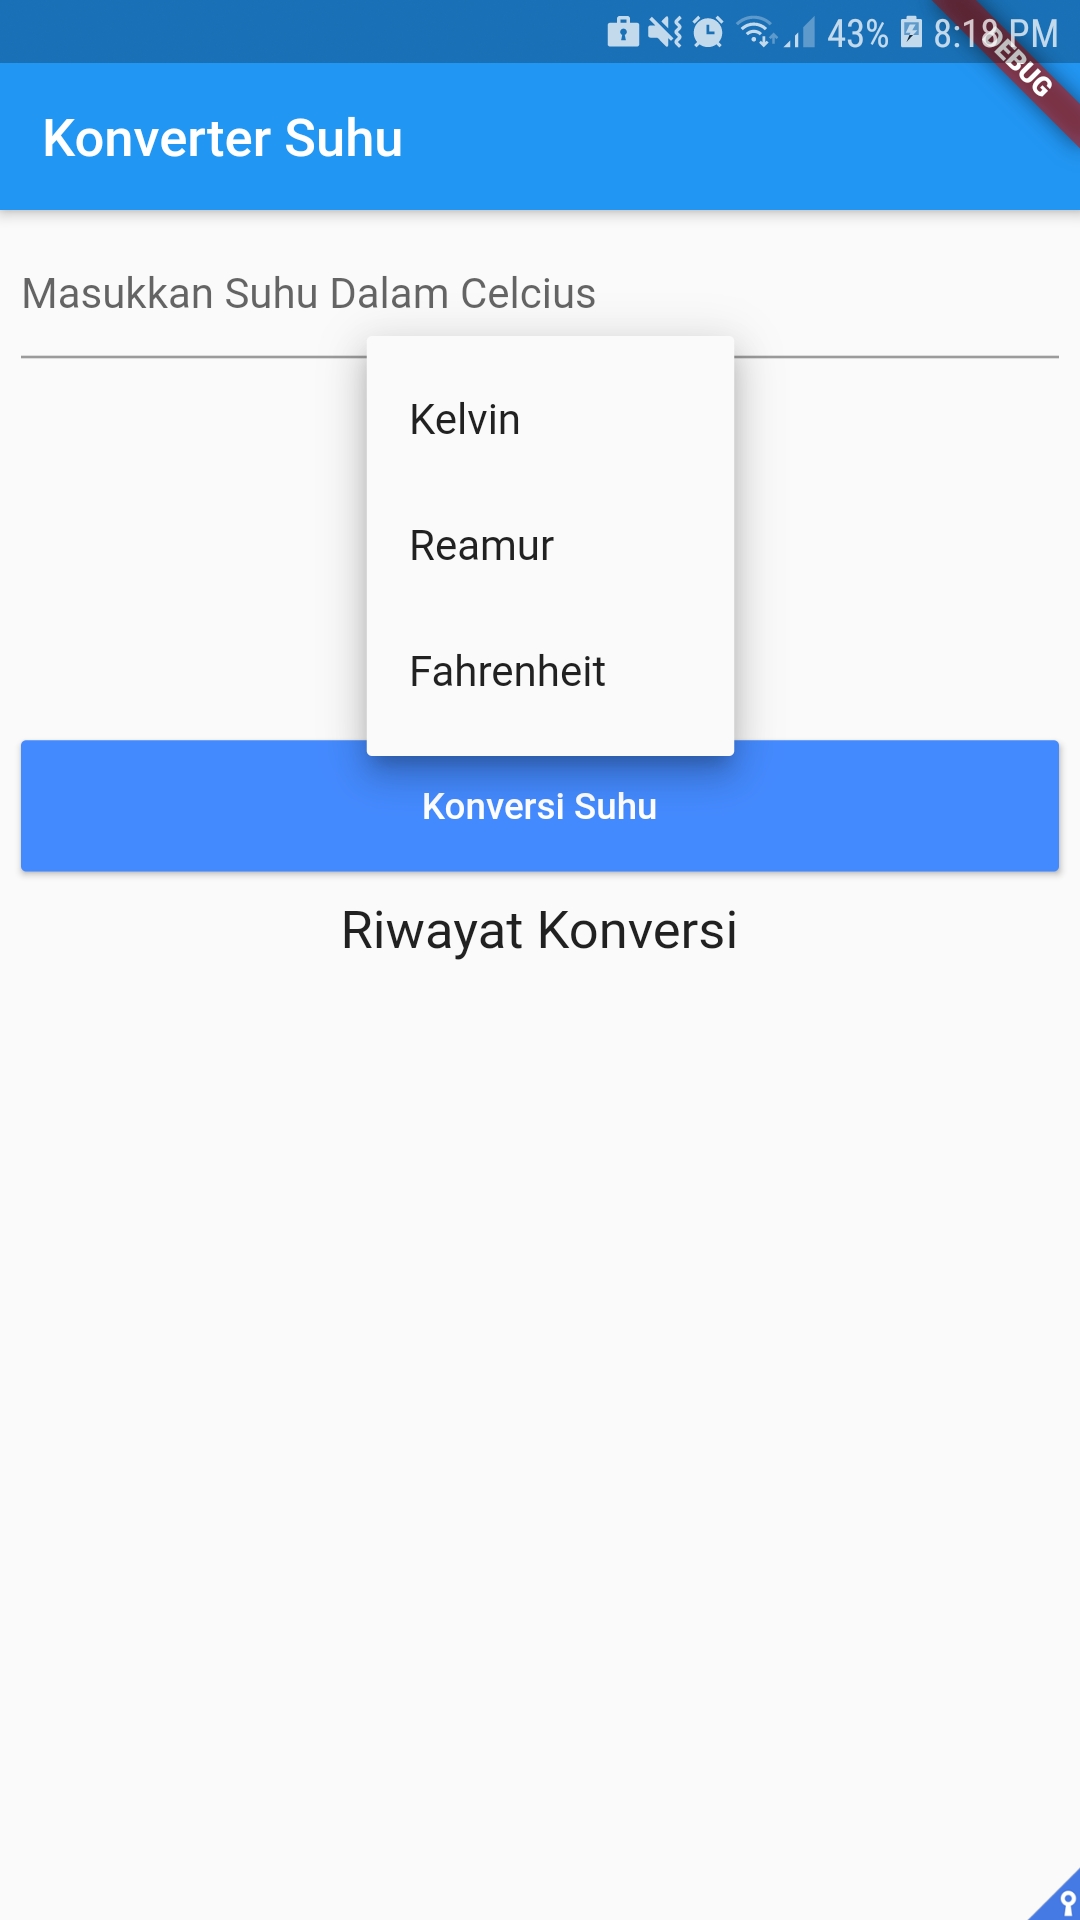 43% 8:18 PM
DEBUG
Konverter Suhu
Masukkan Suhu Dalam Celcius
Kelvin
Reamur
Fahrenheit
Konversi Suhu
Riwayat Konversi